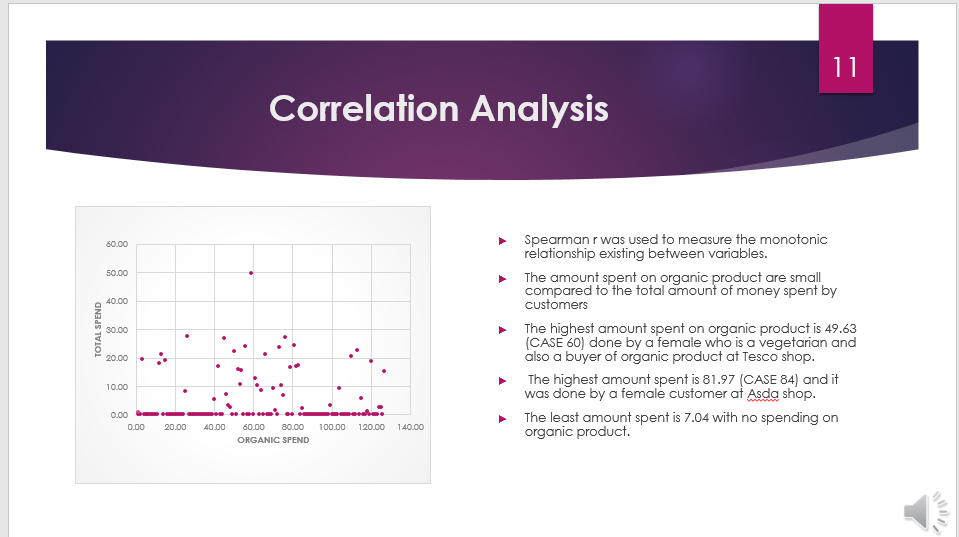 11
Correlation Analysis
60.00
50.00
40.00
30.00
20.00
10.00
0.00
TOTAL SPEND
0.00 20.00 40.00 60.00 80.00 100.00 120.00 140.00
ORGANIC SPEND
Spearman r was used to measure the monotonic
relationship existing between variables.
The amount spent on organic product are small
compared to the total amount of money spent by
customers
The highest amount spent on organic product is 49.63
(CASE 60) done by a female who is a vegetarian and
also a buyer of organic product at Tesco shop.
The highest amount spent is 81.97 (CASE 84) and it
was done by a female customer at Asda shop.
The least amount spent is 7.04 with no spending on
organic product.